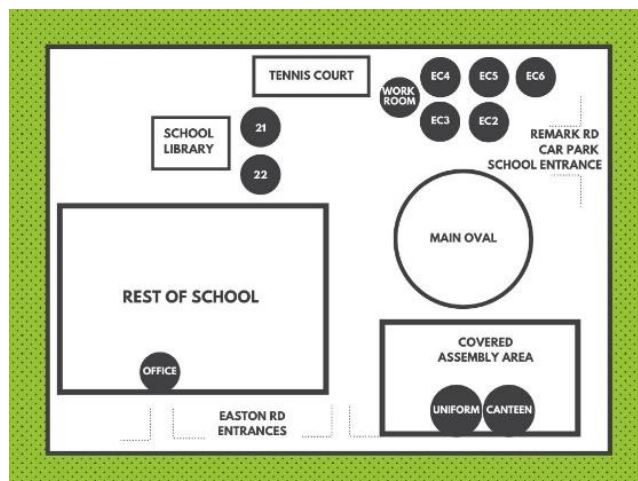 TENNIS COURT
WORK
ROOM
EC4
EC5
EC6
EC3
EC2
REMARK RD
CAR PARK
SCHOOL ENTRANCE
SCHOOL
LIBRARY
21
22
MAIN OVAL
REST OF SCHOOL
OFFICE
COVERED
ASSEMBLY AREA
UNIFORM
CANTEEN
EASTON RD
ENTRANCES